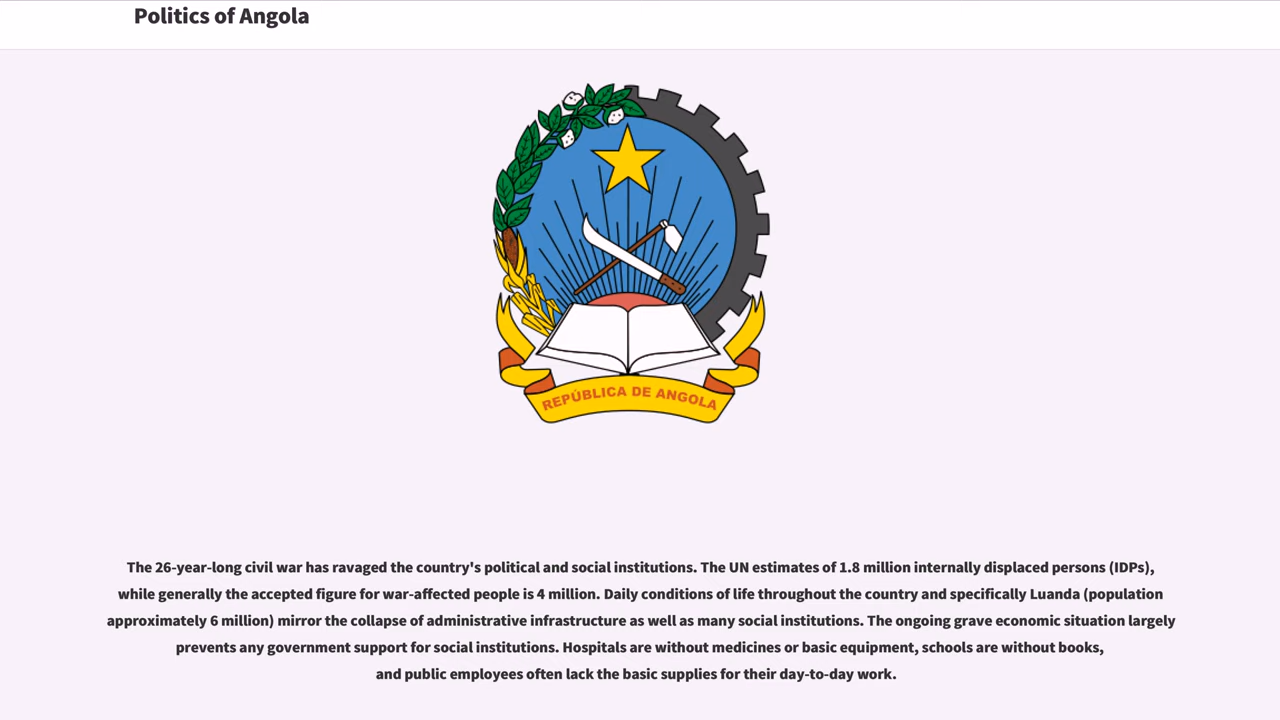 Politics of Angola
REPÚBLICA DE ANGOLA
The 26-year-long civil war has ravaged the country's political and social institutions. The UN estimates of 1.8 million internally displaced persons (IDPs),
while generally the accepted figure for war-affected people is 4 million. Daily conditions of life throughout the country and specifically Luanda (population
approximately 6 million) mirror the collapse of administrative infrastructure as well as many social institutions. The ongoing grave economic situation largely
prevents any government support for social institutions. Hospitals are without medicines or basic equipment, schools are without books,
and public employees often lack the basic supplies for their day-to-day work.